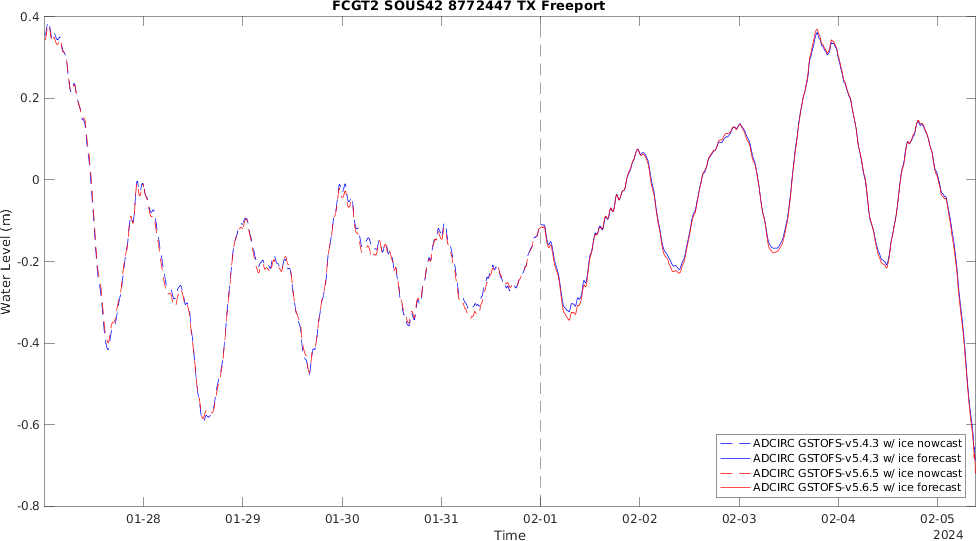 FCGT2 SOUS42 8772447 TX Freeport
0.4
0.2
0
-0.2
-0.4
-0.6
-0.8
Water Level (m)
ADCIRC GSTOFS-v5.4.3 w/ ice nowcast
ADCIRC GSTOFS-v5.4.3 w/ ice forecast
ADCIRC GSTOFS-v5.6.5 w/ ice nowcast
ADCIRC GSTOFS-v5.6.5 w/ ice forecast
01-28 01-29 01-30 01-31 02-01 02-02 02-03 02-04 02-05
Time
2024